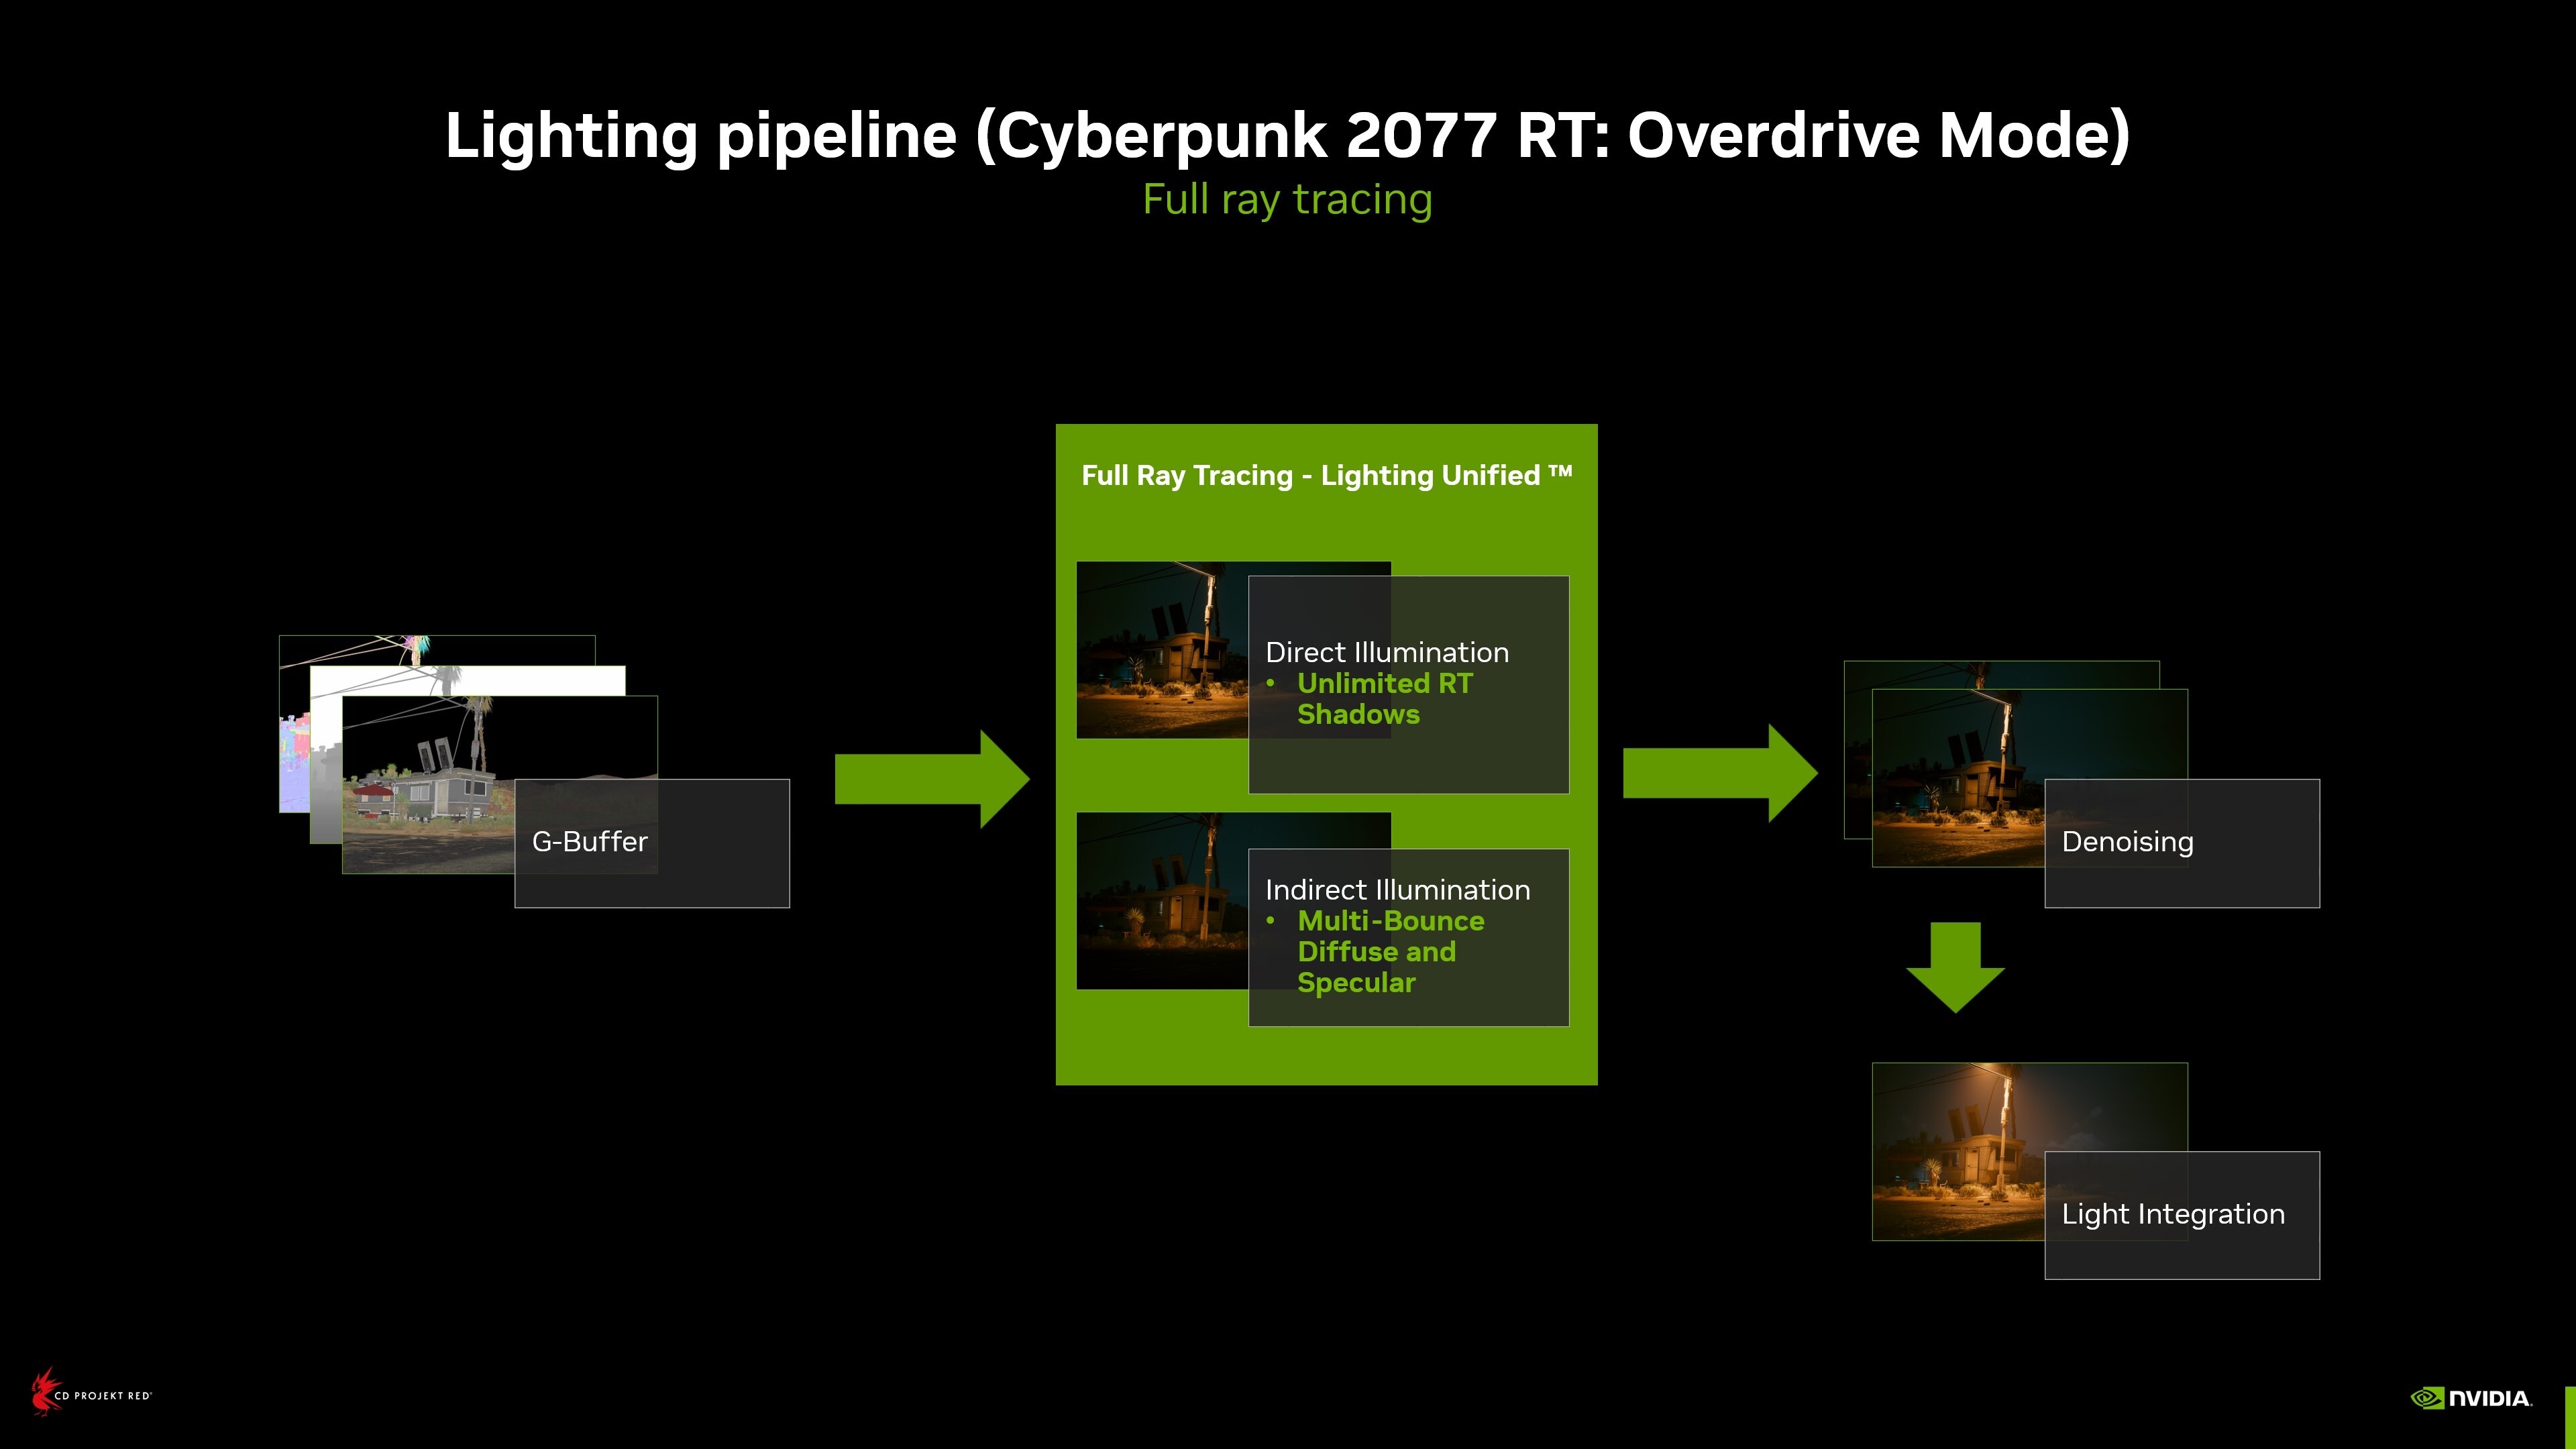 Lighting pipeline (Cyberpunk 2077 RT: Overdrive Mode)
Full ray tracing
G-Buffer
Full Ray Tracing - Lighting Unified ™
Direct Illumination
• Unlimited RT
Shadows
Indirect Illumination
• Multi-Bounce
Diffuse and
Specular
Denoising
Light Integration
CD PROJEKT RED®
NVIDIA.